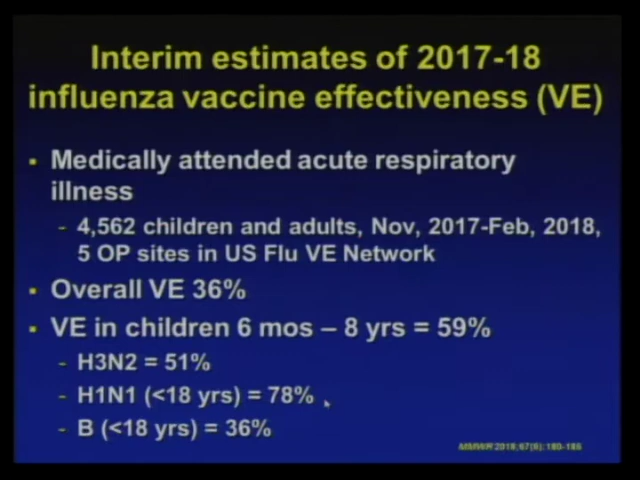 Interim estimates of 2017-18
influenza vaccine effectiveness (VE)
▪ Medically attended acute respiratory
illness
- 4,562 children and adults, Nov, 2017-Feb, 2018,
5 OP sites in US Flu VE Network
▪ Overall VE 36%
▪ VE in children 6 mos – 8 yrs = 59%
- H3N2 = 51%
- H1N1 (<18 yrs) = 78%
- B (<18 yrs) = 36%
MMWR 2018;67(6):180-185